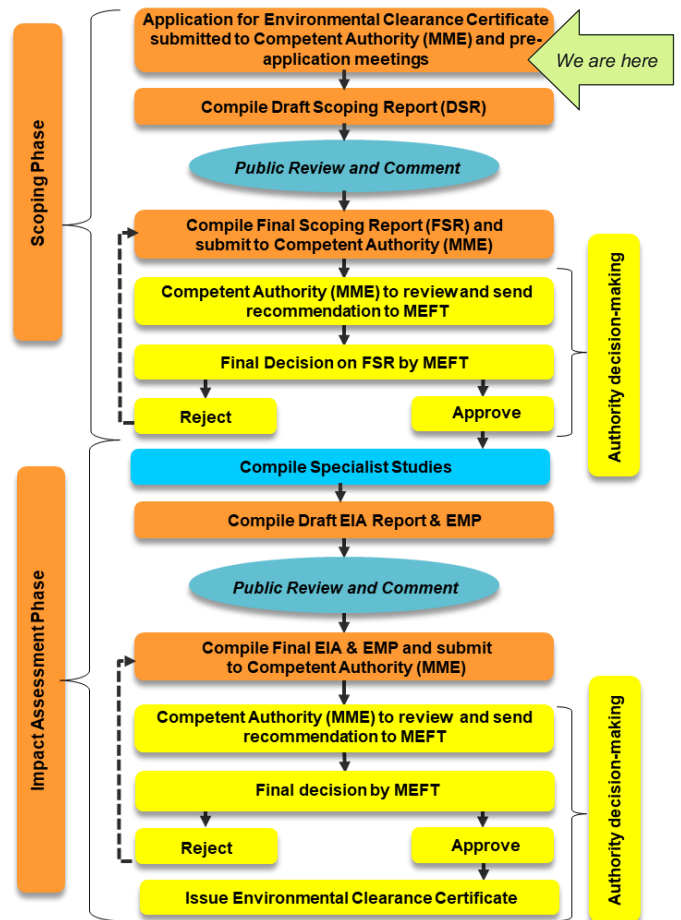 Application for Environmental Clearance Certificate
submitted to Competent Authority (MME) and pre-
application meetings
We are here
Compile Draft Scoping Report (DSR)
Public Review and Comment
Scoping Phase
Compile Final Scoping Report (FSR) and
submit to Competent Authority (MME)
Competent Authority (MME) to review and send
recommendation to MEFT
Final Decision on FSR by MEFT
Reject
Approve
Authority decision-making
Compile Specialist Studies
Compile Draft EIA Report & EMP
Public Review and Comment
Impact Assessment Phase
Compile Final EIA & EMP and submit
to Competent Authority (MME)
Competent Authority (MME) to review and send
recommendation to MEFT
Final decision by MEFT
Reject
Approve
Authority decision-making
Issue Environmental Clearance Certificate